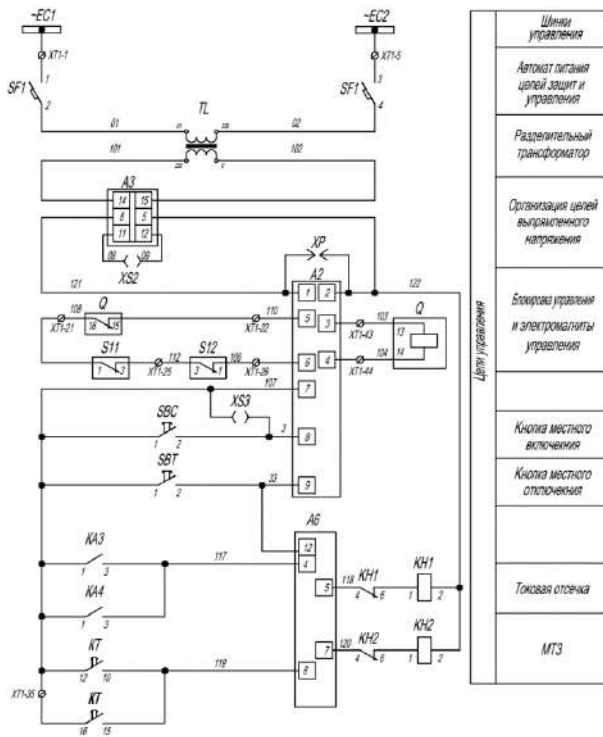 ~EC1
~EC2
XT1-1
XT1-5
SF1
1
2
SF1
3
4
TL
01
02
101
102
A3
14
15
6
5
11
12
08
09
XS2
XP
A2
121
122
1
2
108
Q
16
15
110
XT1-21
XT1-22
5
3
103
XT1-43
Q
13
14
S11
1
3
112
XT1-25
S12
3
1
106
6
4
104
XT1-44
107
7
XS3
SBC
1
2
3
8
SBT
1
2
33
9
A6
12
KA3
1
3
117
4
5
118
KH1
4
6
KH1
1
2
KA4
1
3
KT
12
10
119
7
120
KH2
4
6
KH2
1
2
XT1-36
KT
16
15
Цепи управления
Шинки
управления
Автомат питания
цепей защит и
управления
Разделительный
трансформатор
Организация цепей
выпрямленного
напряжения
Блокировка управления
и электромагниты
управления
Кнопка местного
включения
Кнопка местного
отключения
Токовая отсечка
МТЗ